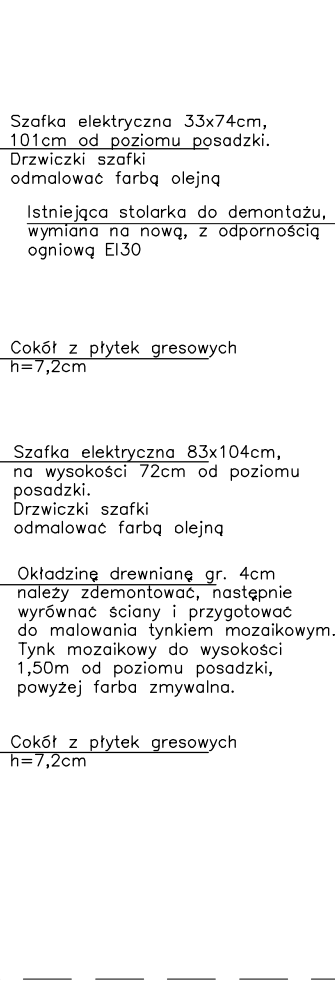 Szafka elektryczna 33x74cm,
101cm od poziomu posadzki.
Drzwiczki szafki
odmalować farbą olejną
Istniejąca stolarka do demontażu,
wymiana na nową, z odpornością
ogniową EI30
Cokół z płytek gresowych
h=7,2cm
Szafka elektryczna 83x104cm,
na wysokości 72cm od poziomu
posadzki.
Drzwiczki szafki
odmalować farbą olejną
Okładzinę drewnianę gr. 4cm
należy zdemontować, następnie
wyrównać ściany i przygotować
do malowania tynkiem mozaikowym.
Tynk mozaikowy do wysokości
1,50m od poziomu posadzki,
powyżej farba zmywalna.
Cokół z płytek gresowych
h=7,2cm